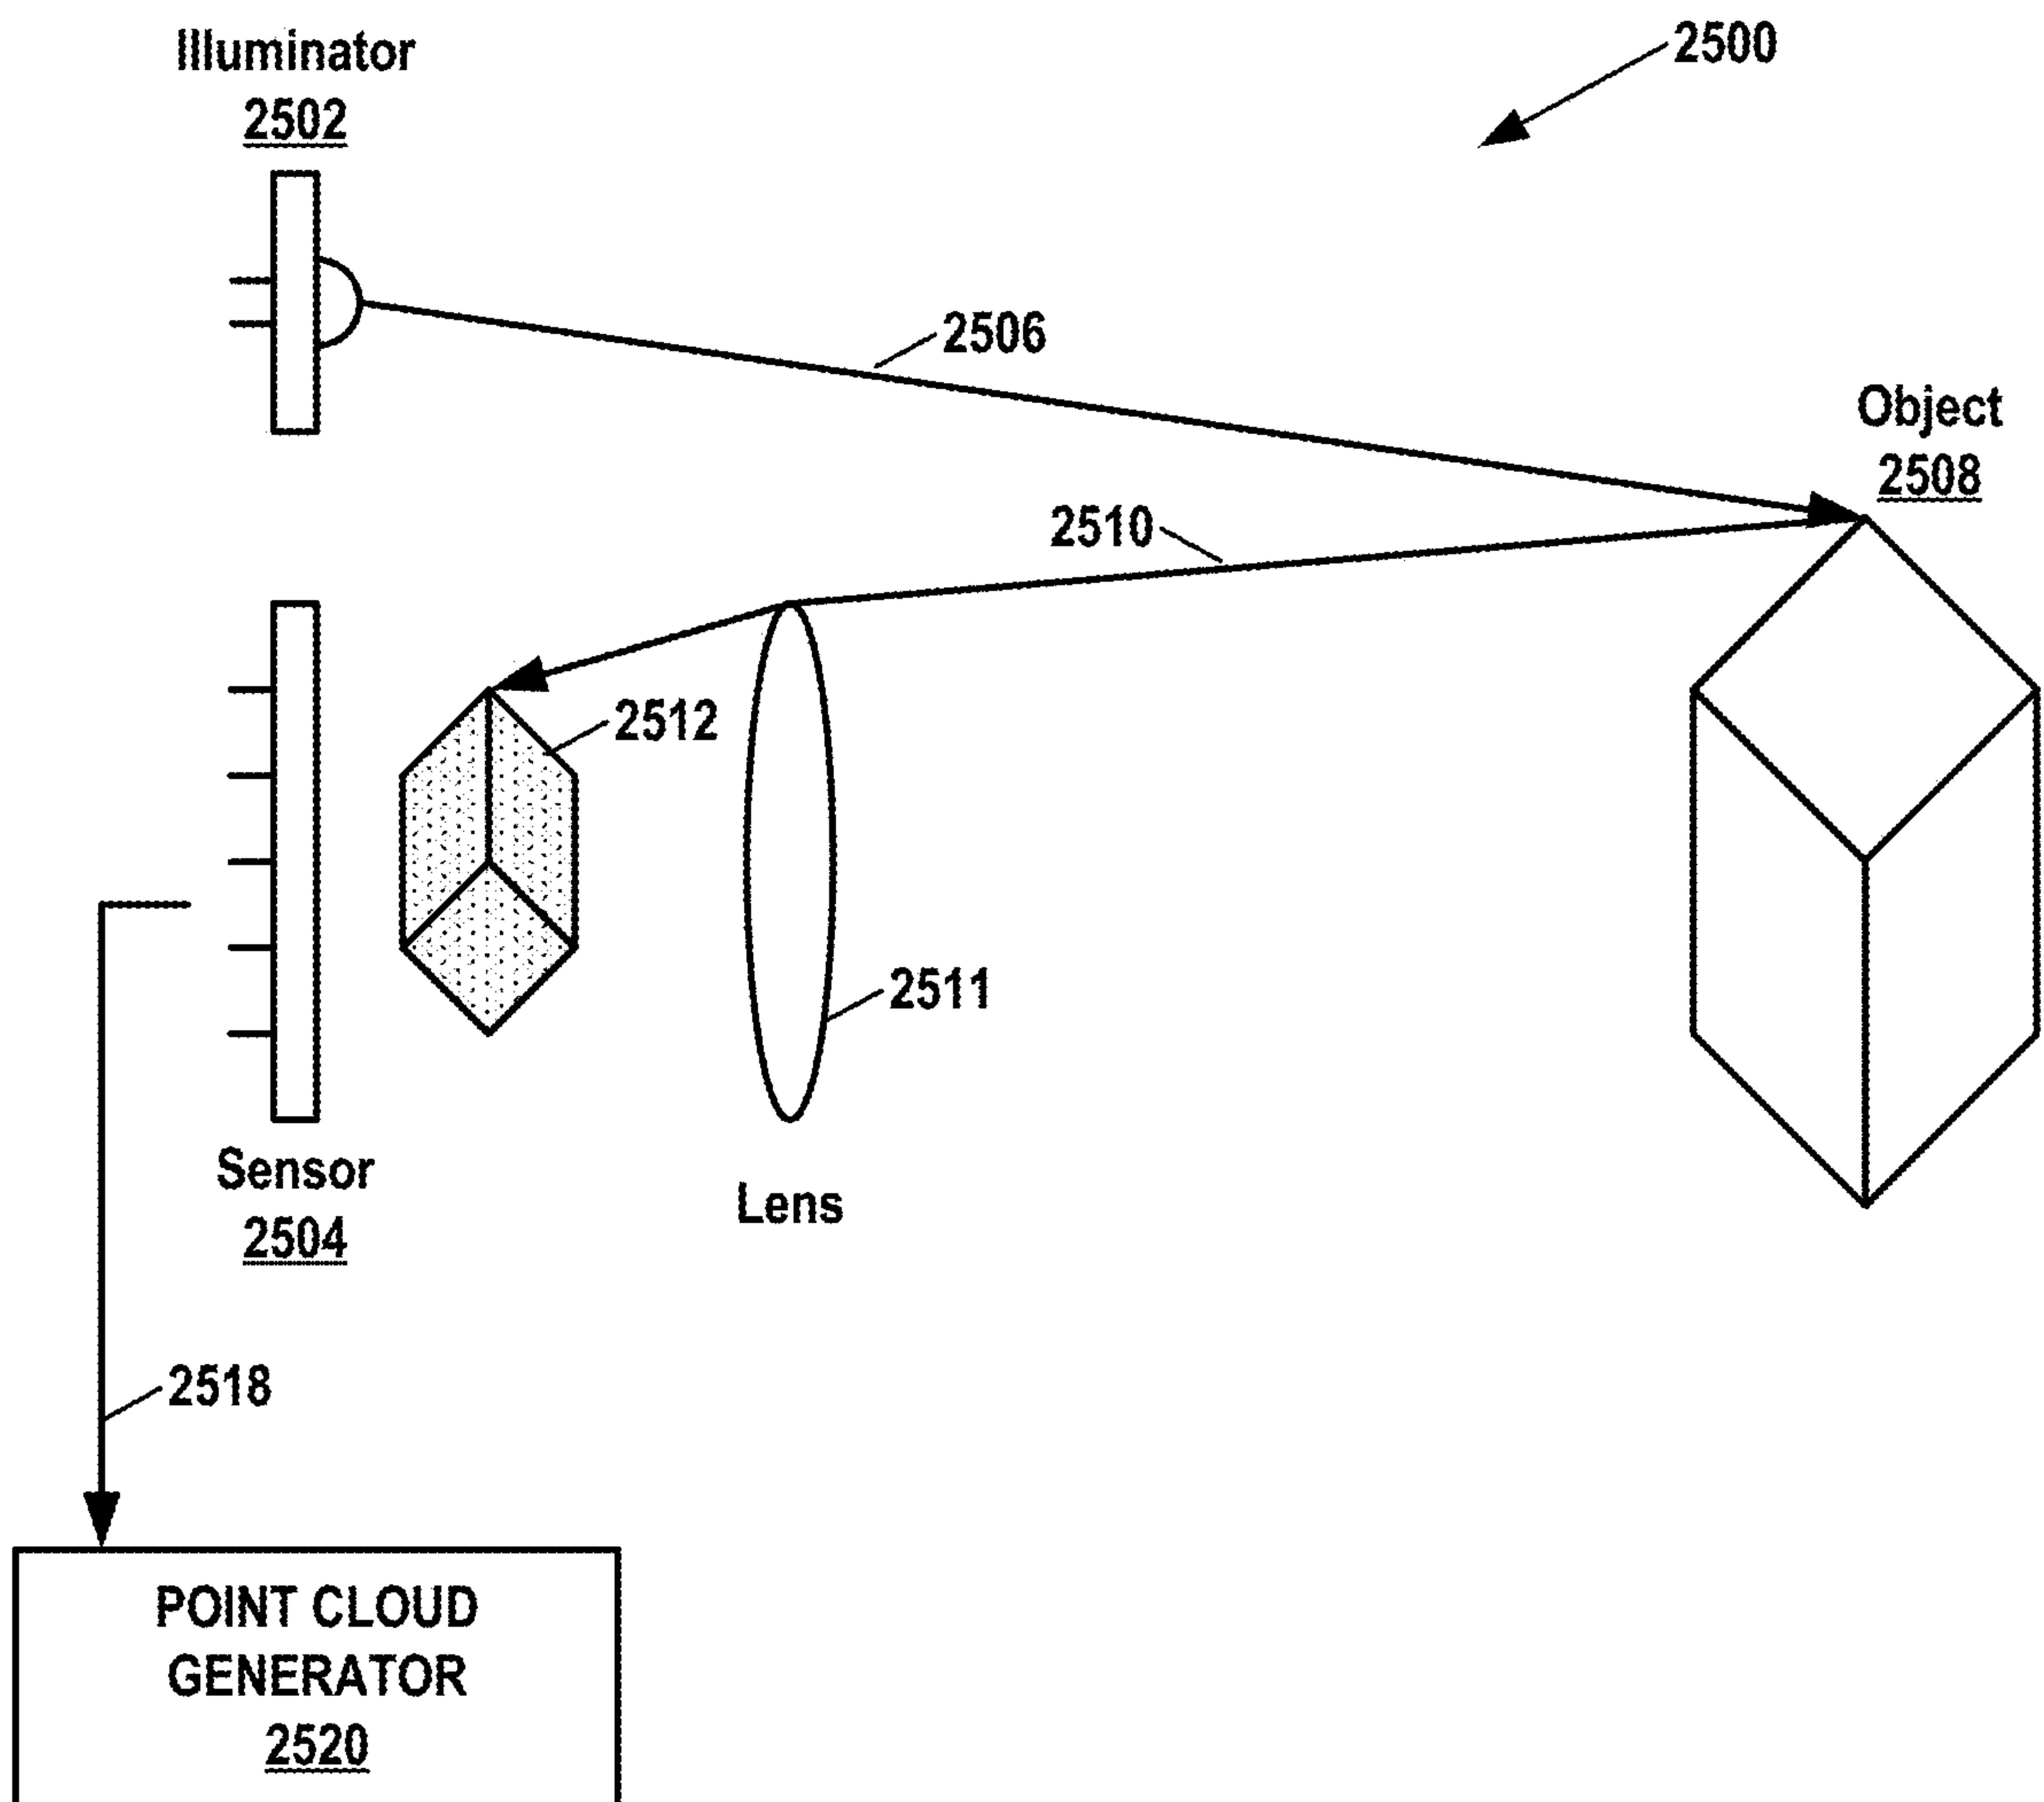 Illuminator
2502
2500
2506
Object
2508
2510
2512
2511
Sensor
2504
Lens
2518
POINT CLOUD
GENERATOR
2520